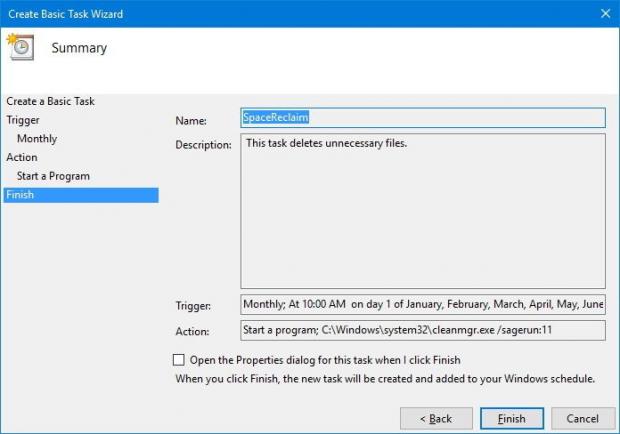 Create Basic Task Wizard
Summary
Create a Basic Task
Trigger
Monthly
Action
Start a Program
Finish
Name: SpaceReclaim
Description: This task deletes unnecessary files.
Trigger: Monthly; At 10:00 AM on day 1 of January, February, March, April, May, June
Action: Start a program; C:\Windows\system32\cleanmgr.exe /sagerun:11
Open the Properties dialog for this task when I click Finish
When you click Finish, the new task will be created and added to your Windows schedule.
< Back Finish Cancel